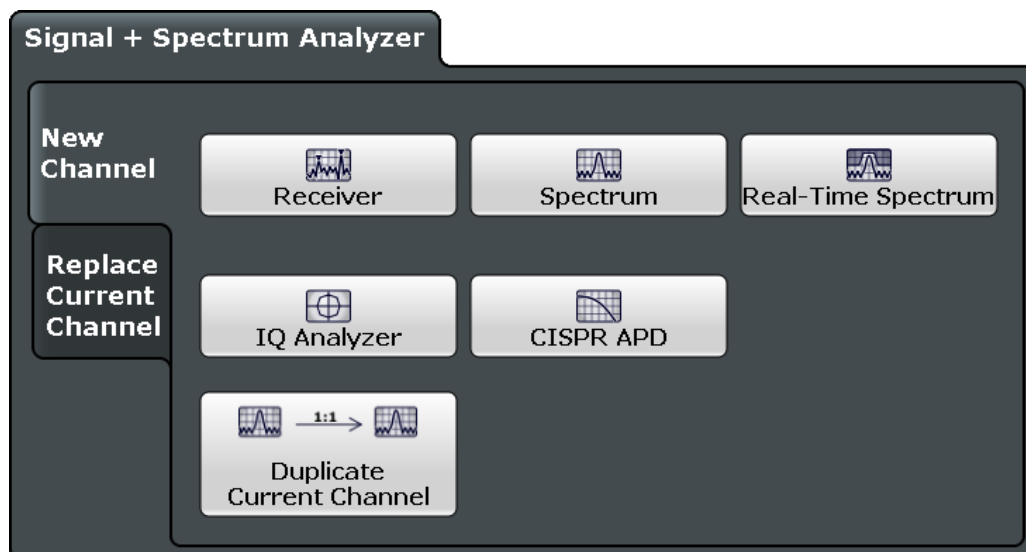 Signal + Spectrum Analyzer
New
Channel
Receiver
Spectrum
Real-Time Spectrum
Replace
Current
Channel
IQ Analyzer
CISPR APD
1:1
Duplicate
Current Channel